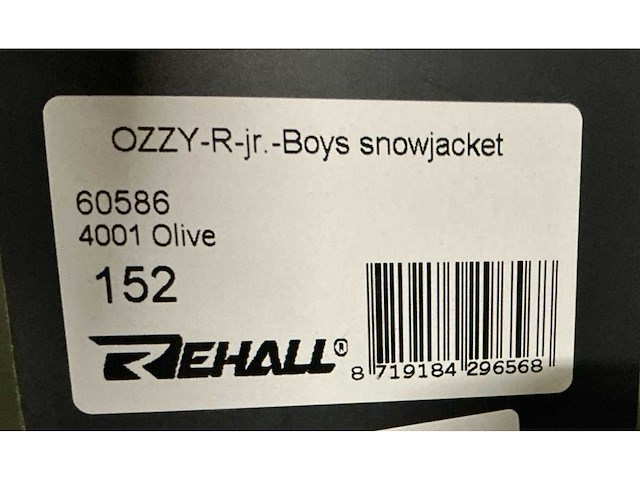 OZZY-R-jr.-Boys snowjacket
60586
4001 Olive
152
REHALL®
8 719184 296568